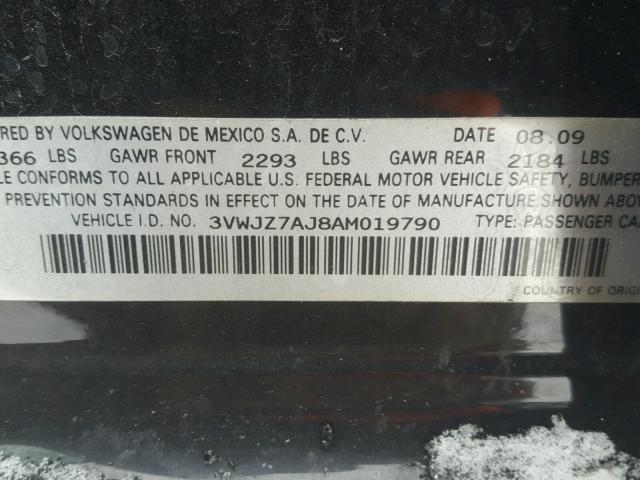 RED BY VOLKSWAGEN DE MEXICO S.A. DE C.V. DATE 08.09
366 LBS GAWR FRONT 2293 LBS GAWR REAR 2184 LBS
LE CONFORMS TO ALL APPLICABLE U.S. FEDERAL MOTOR VEHICLE SAFETY, BUMPER
PREVENTION STANDARDS IN EFFECT ON THE DATE OF MANUFACTURE SHOWN ABOV
VEHICLE I.D. NO. 3VWJZ7AJ8AM019790 TYPE: PASSENGER CA
COUNTRY OF ORIGI